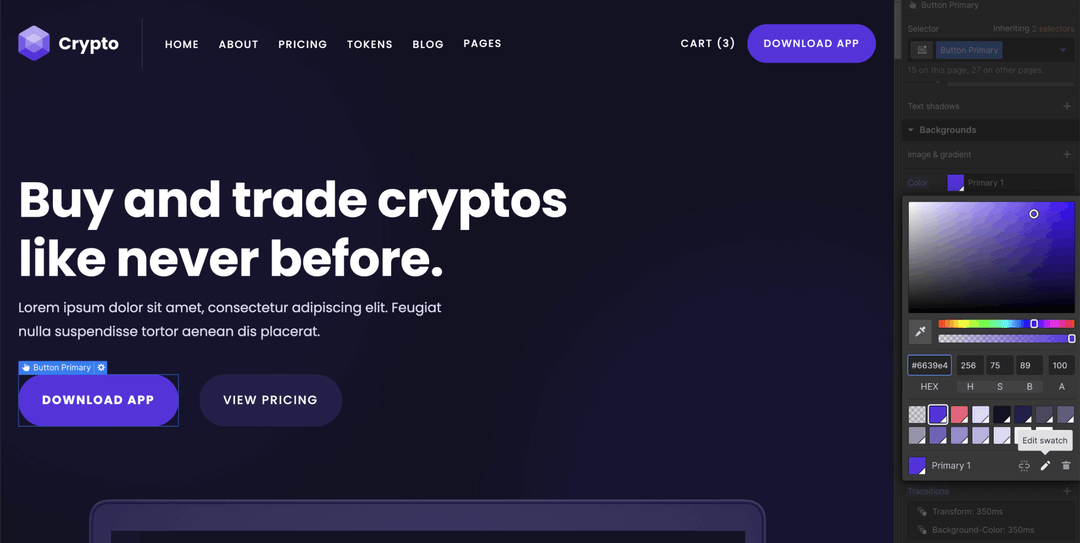 Crypto
HOME
ABOUT
PRICING
TOKENS
BLOG
PAGES
CART (3)
DOWNLOAD APP
Buy and trade cryptos
like never before.
Lorem ipsum dolor sit amet, consectetur adipiscing elit. Feugiat
nulla suspendisse tortor aenean dis placerat.
Button Primary
DOWNLOAD APP
VIEW PRICING
Button Primary
Selector
Inheriting 2 selectors
Button Primary
15 on this page, 27 on other pages.
Text shadows
Backgrounds
Image & gradient
Color
Primary 1
#6639e4
256
75
89
100
HEX
H
S
B
A
Edit swatch
Primary 1
Transitions
Transform: 350ms
Background-Color: 350ms